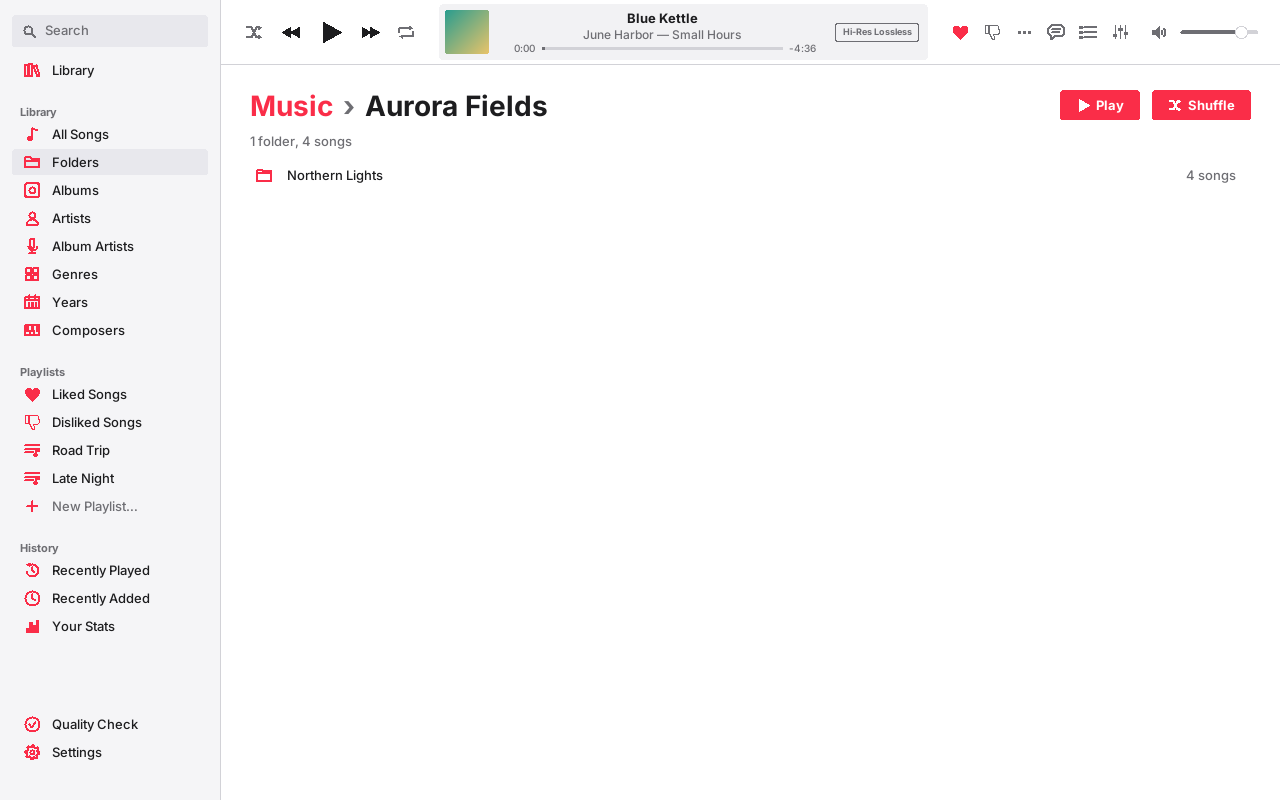 Search
Library
Library
All Songs
Folders
Albums
Artists
Album Artists
Genres
Years
Composers
Playlists
Liked Songs
Disliked Songs
Road Trip
Late Night
New Playlist...
History
Recently Played
Recently Added
Your Stats
Quality Check
Settings
Blue Kettle
June Harbor — Small Hours
0:00
-4:36
Hi-Res Lossless
Music › Aurora Fields
Play
Shuffle
1 folder, 4 songs
Northern Lights
4 songs